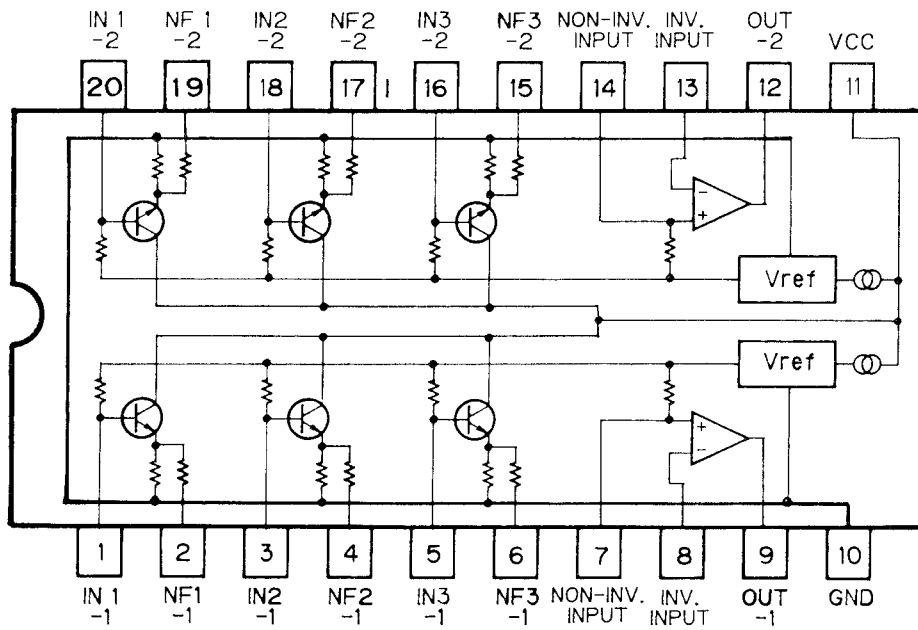 IN 1 NF 1 IN2 NF2 IN3 NF3 NON-INV. INV. OUT VCC
-2 -2 -2 -2 -2 -2 INPUT INPUT -2
20 19 18 17 16 15 14 13 12 11
-
+
Vref
Vref
+
-
1 2 3 4 5 6 7 8 9 10
IN 1 NF1 IN2 NF2 IN3 NF3 NON-INV. INV. OUT GND
-1 -1 -1 -1 -1 -1 INPUT INPUT -1